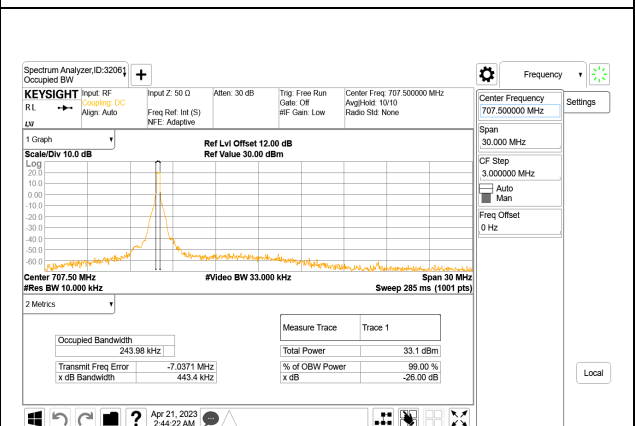 Spectrum Analyzer,ID:32061
Occupied BW
Frequency
KEYSIGHT
RL
LXI
Input: RF
Coupling: DC
Align: Auto
Input Z: 50 Ω
Freq Ref: Int (S)
NFE: Adaptive
Atten: 30 dB
Trig: Free Run
Gate: Off
#IF Gain: Low
Center Freq: 707.500000 MHz
Avg|Hold: 10/10
Radio Std: None
Center Frequency
707.500000 MHz
Settings
Span
30.000 MHz
CF Step
3.000000 MHz
Auto
Man
Freq Offset
0 Hz
1 Graph
Scale/Div 10.0 dB
Ref Lvl Offset 12.00 dB
Ref Value 30.00 dBm
Log
20.0
10.0
0.00
-10.0
-20.0
-30.0
-40.0
-50.0
-60.0
Center 707.50 MHz
#Video BW 33.000 kHz
Span 30 MHz
#Res BW 10.000 kHz
Sweep 285 ms (1001 pts)
2 Metrics
Measure Trace Trace 1
Occupied Bandwidth
243.98 kHz
Total Power 33.1 dBm
Transmit Freq Error -7.0371 MHz
% of OBW Power 99.00 %
x dB Bandwidth 443.4 kHz
x dB -26.00 dB
Local
?
Apr 21, 2023
2:44:22 AM